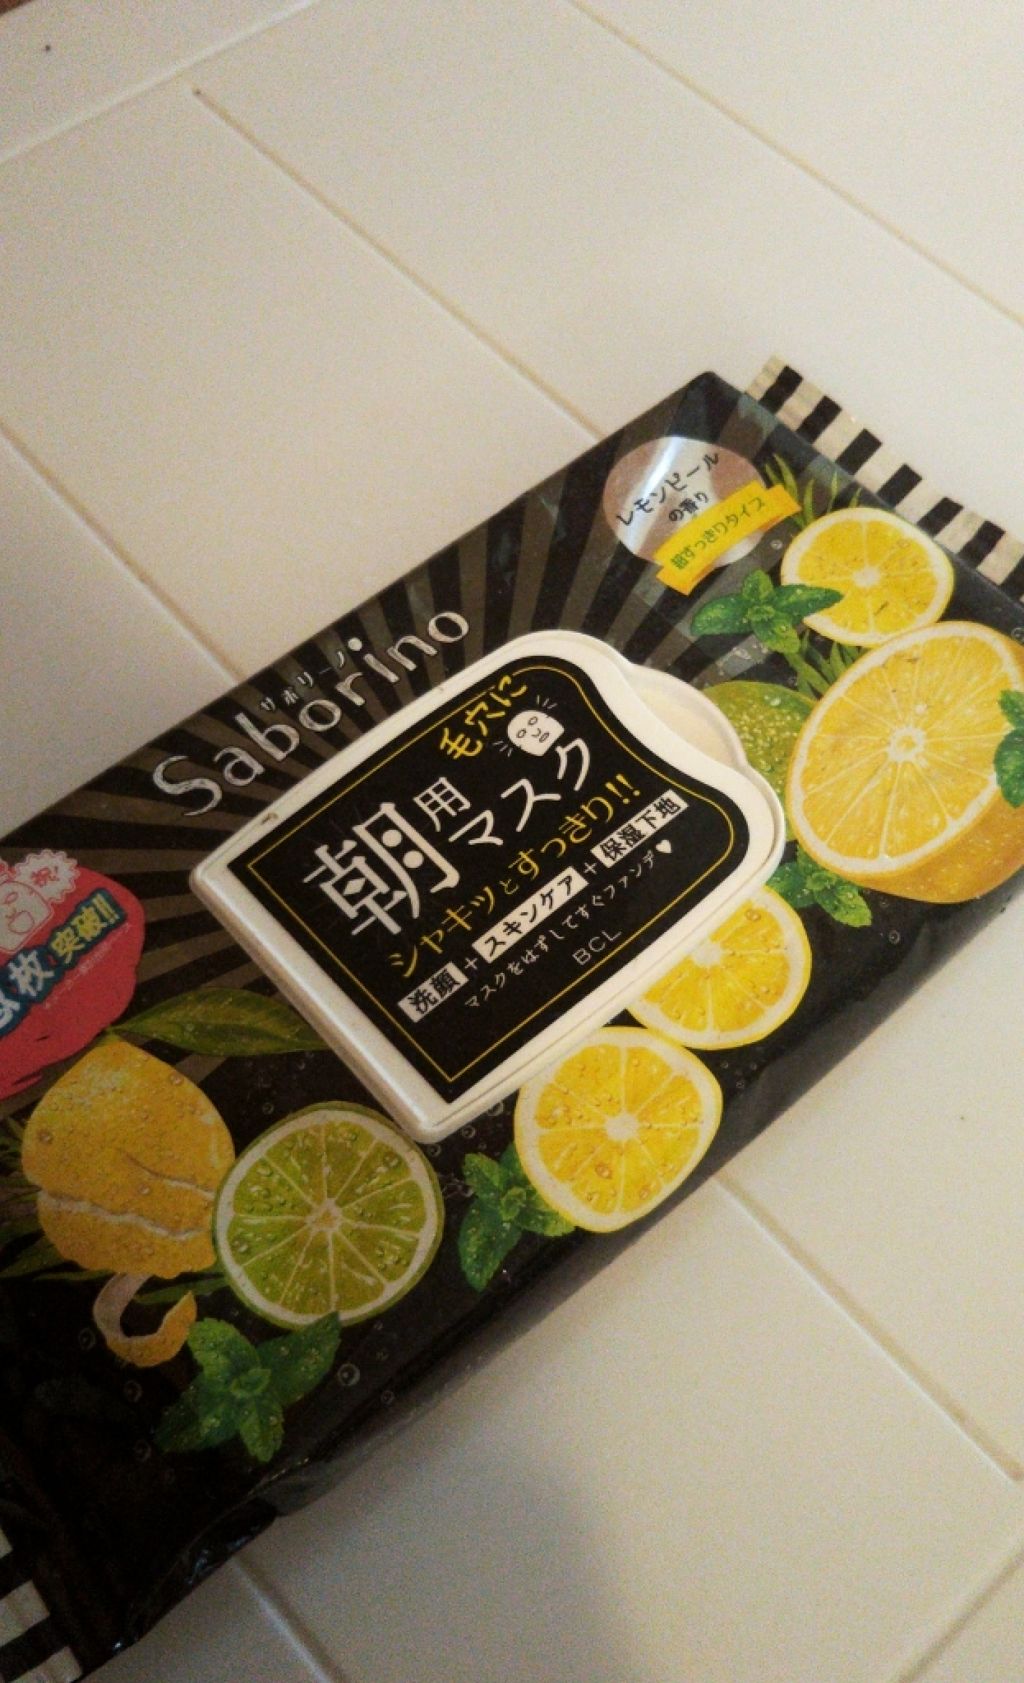 レモンピール
の香り
超すっきりタイプ
サボリーノ
Saborino
毛穴に
朝用
マスク
シャキッとすっきり!!
洗顔+スキンケア+保湿下地
マスクをはずしてすぐファンデ♥
BCL
祝!
枚突破!!